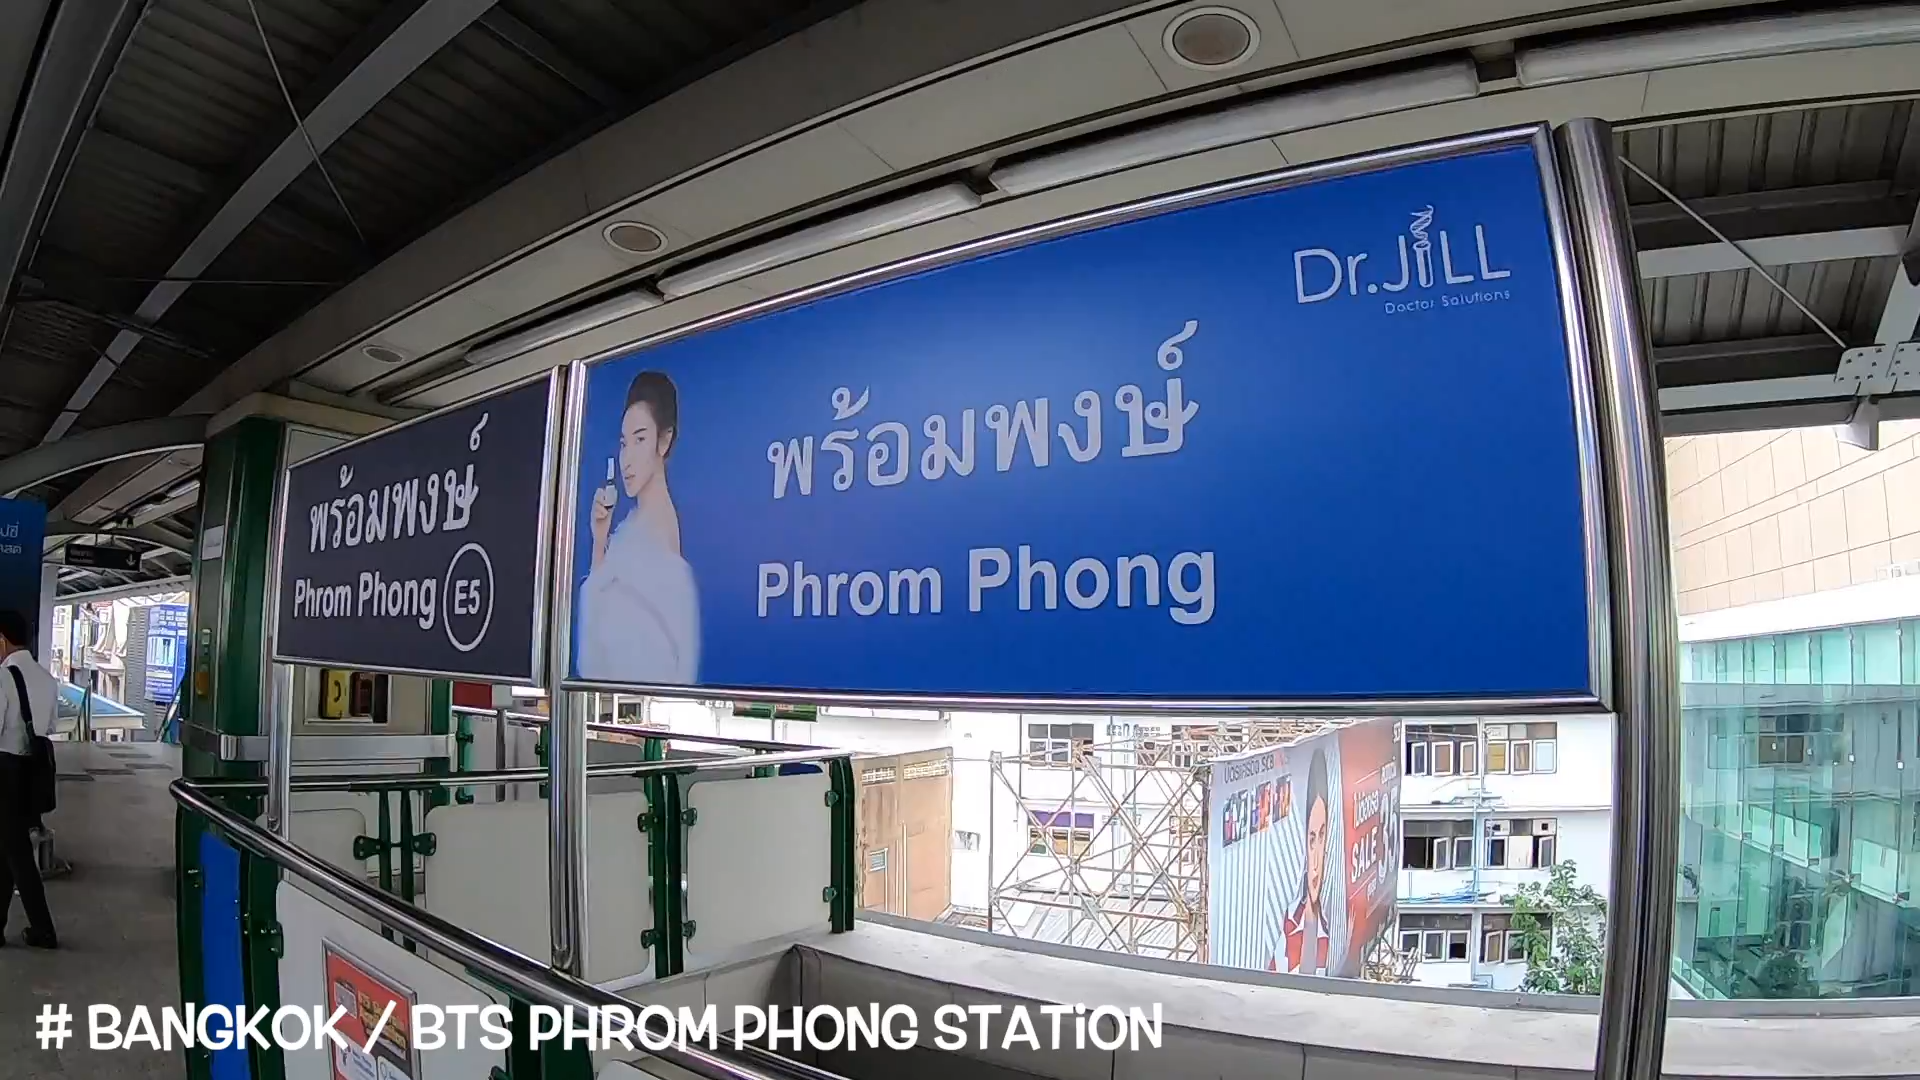 Dr.JiLL
Doctor Solutions
พร้อมพงษ์
Phrom Phong
พร้อมพงษ์
Phrom Phong E5
SALE
# BANGKOK / BTS PHROM PHONG STATION